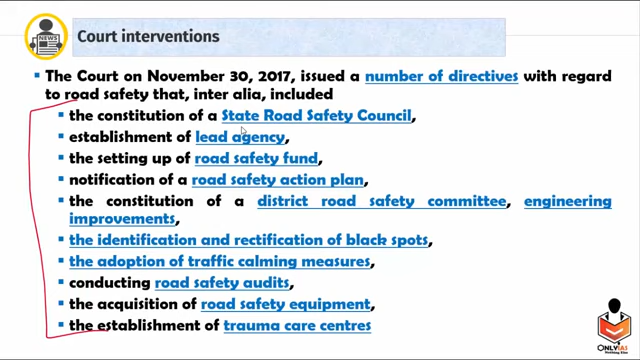 NEWS
Court interventions
The Court on November 30, 2017, issued a number of directives with regard
to road safety that, inter alia, included
the constitution of a State Road Safety Council,
establishment of lead agency,
the setting up of road safety fund,
notification of a road safety action plan,
the constitution of a district road safety committee, engineering
improvements,
the identification and rectification of black spots,
the adoption of traffic calming measures,
conducting road safety audits,
the acquisition of road safety equipment,
the establishment of trauma care centres
ONLYIAS
Nothing Else